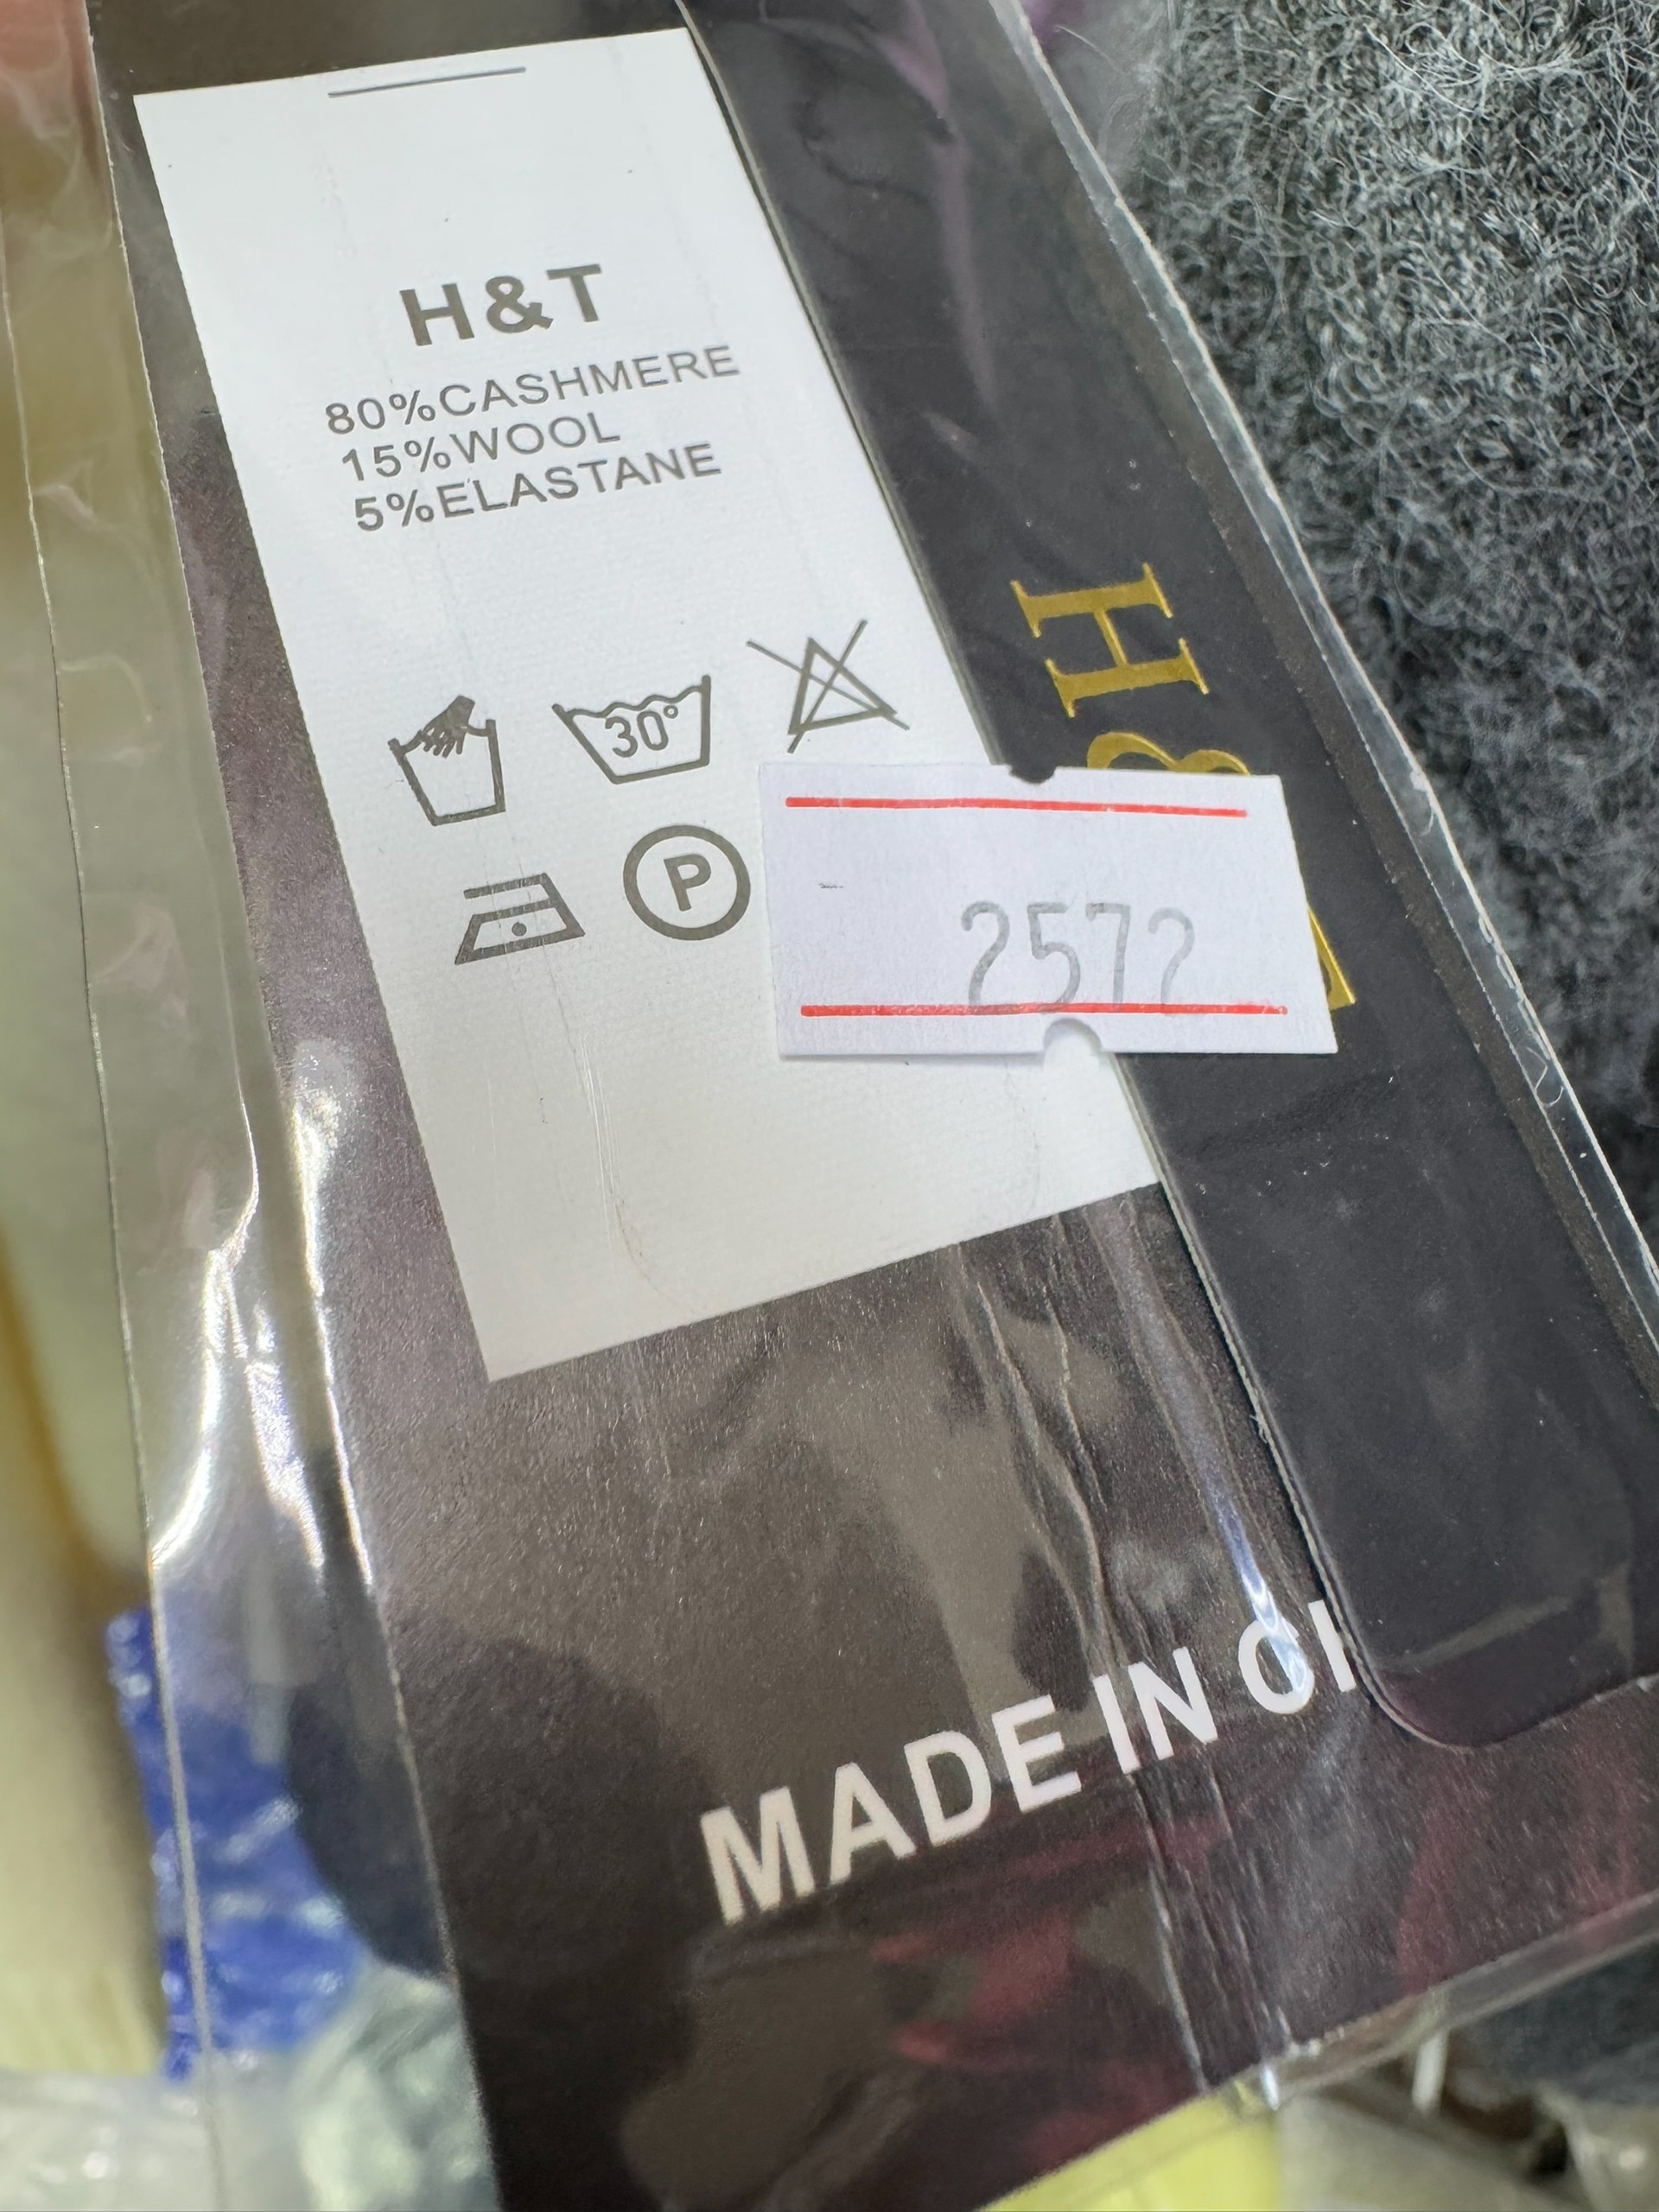 H&T
80%CASHMERE
15%WOOL
5%ELASTANE
30°
P
H&
2572
MADE IN